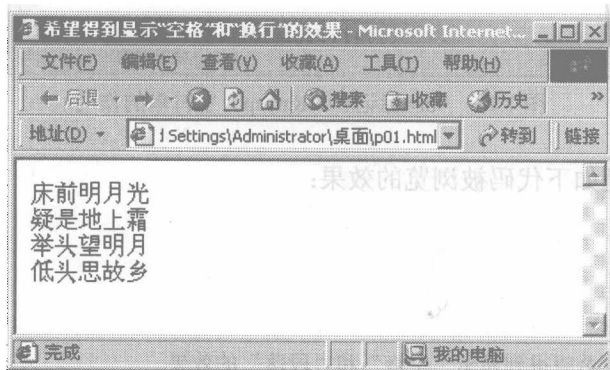 希望得到显示“空格”和“换行”的效果 - Microsoft Internet...
文件(F) 编辑(E) 查看(V) 收藏(A) 工具(T) 帮助(H)
后退 搜索 收藏 历史 »
地址(D) Settings\Administrator\桌面\p01.html 转到 链接
床前明月光
疑是地上霜
举头望明月
低头思故乡
完成 我的电脑